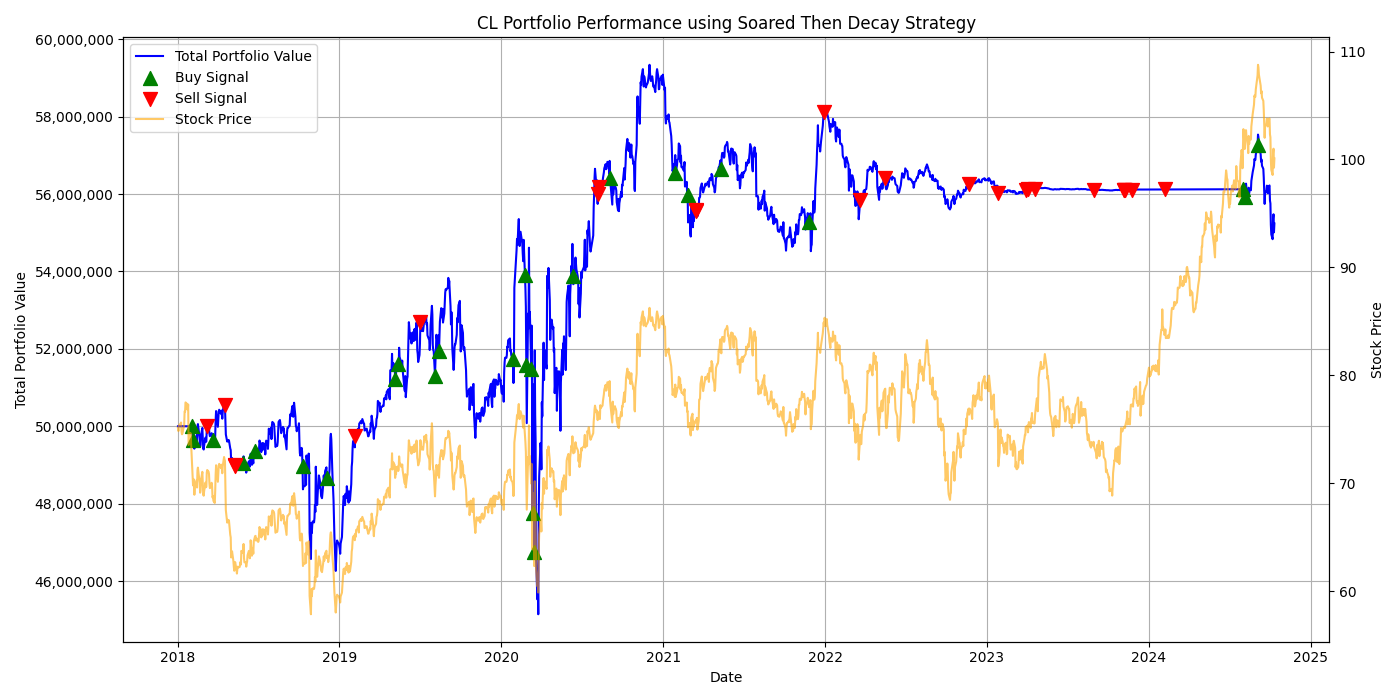 CL Portfolio Performance using Soared Then Decay Strategy
Total Portfolio Value
Buy Signal
Sell Signal
Stock Price
60,000,000
58,000,000
56,000,000
54,000,000
52,000,000
50,000,000
48,000,000
46,000,000
Total Portfolio Value
110
100
90
80
70
60
Stock Price
2018
2019
2020
2021
2022
2023
2024
2025
Date